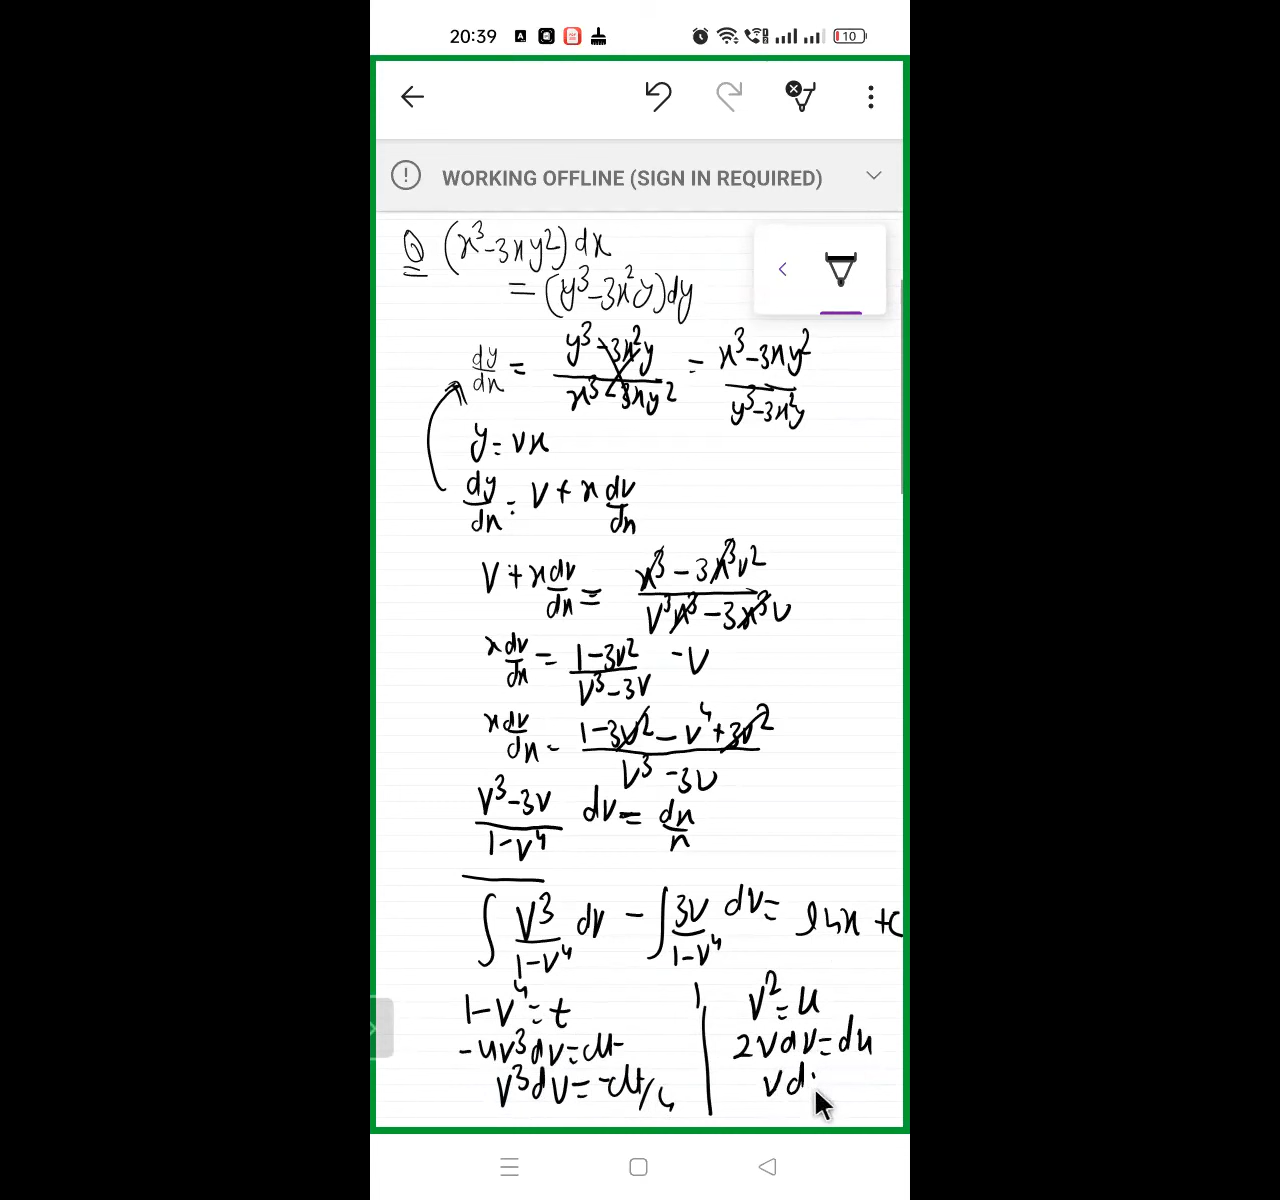 20:39 10
WORKING OFFLINE (SIGN IN REQUIRED)
Q (x³-3xy²)dx
= (y³-3x²y)dy
dy/dx = y³-3x²y / x³-3xy² = x³-3xy² / y³-3x²y
y = vx
dy/dx = v + x dv/dx
v + x dv/dx = x³-3x³v² / v³x³-3x³v
x dv/dx = 1-3v² / v³-3v - v
x dv/dx = 1-3v²-v⁴+3v² / v³-3v
v³-3v / 1-v⁴ dv = dx/x
∫ v³/1-v⁴ dv - ∫ 3v/1-v⁴ dv = lnx + c
1-v⁴ = t | v² = u
-4v³dv = dt | 2vdv = du
v³dv = -dt/4 | vd